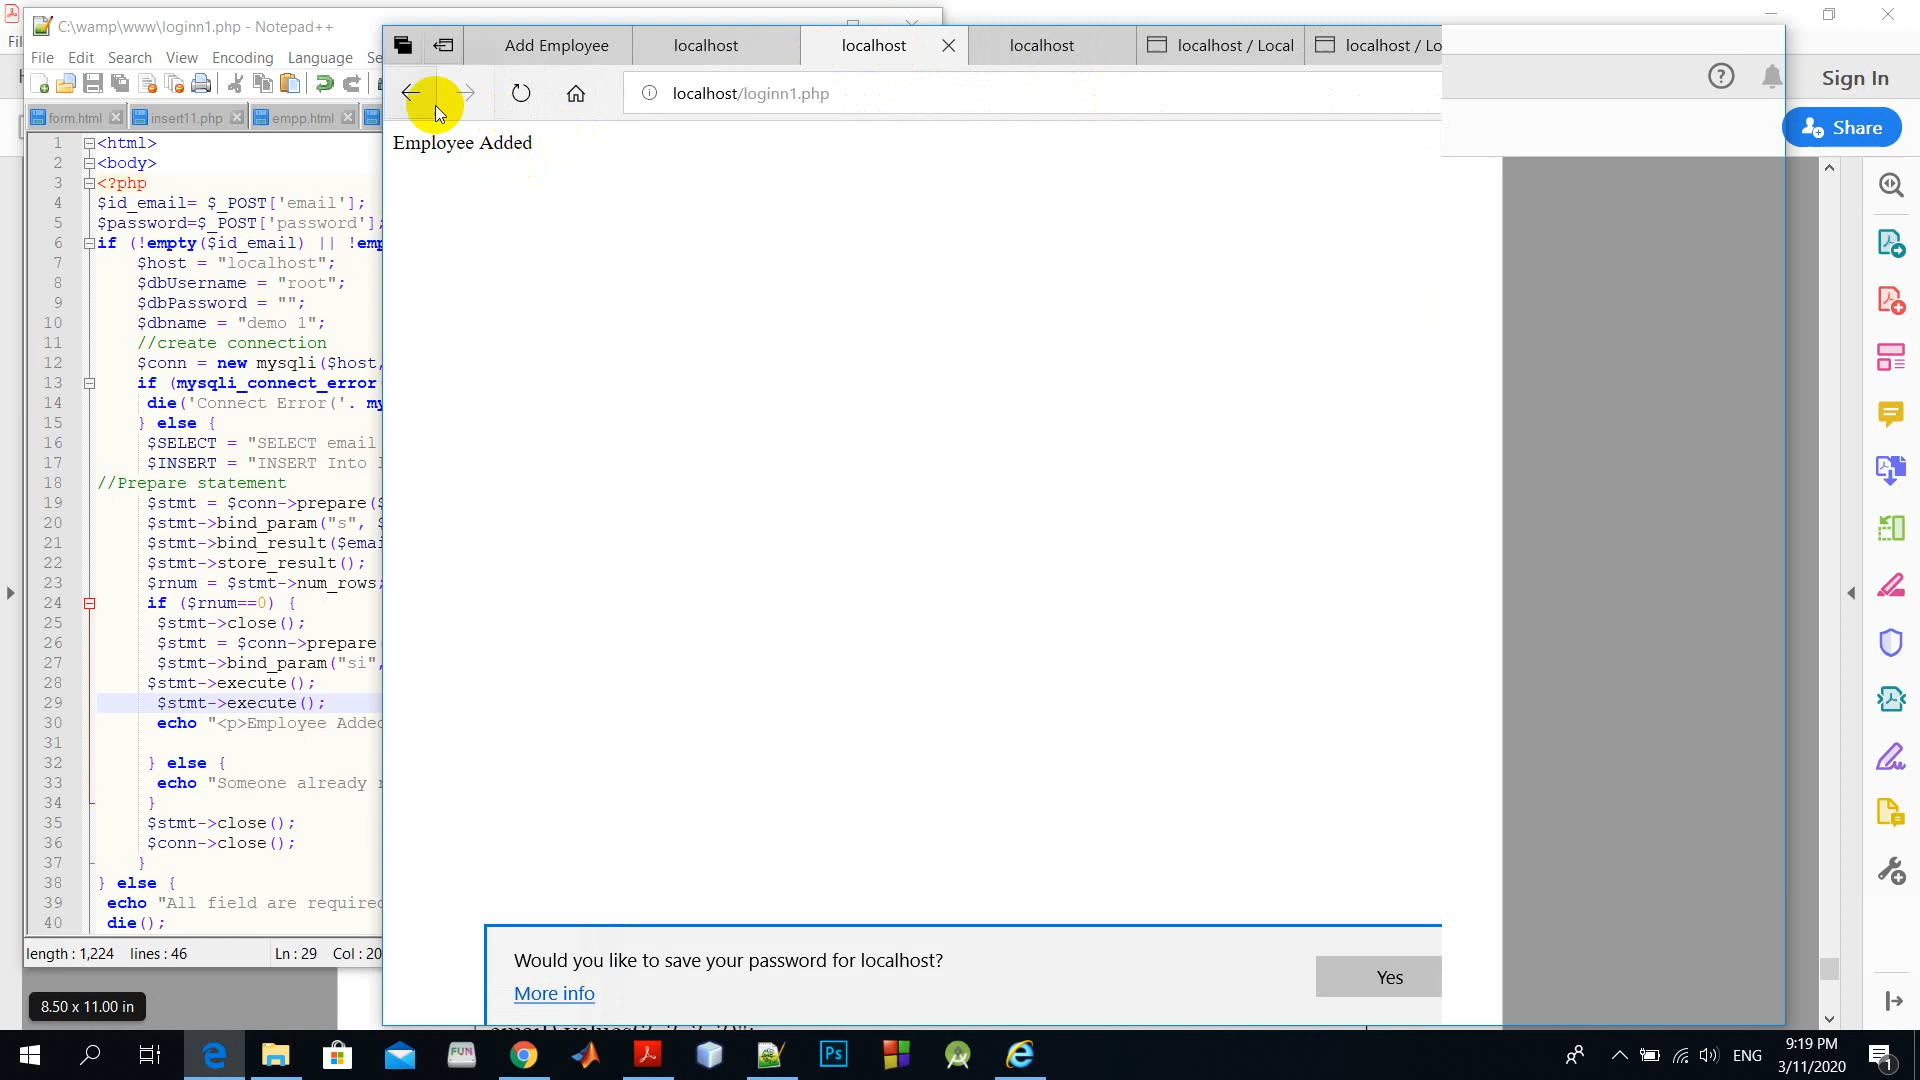 C:\wamp\www\loginn1.php - Notepad++
File Edit Search View Encoding Language Se
form.html insert11.php empp.html
1 <html>
2 <body>
3 <?php
4 $id_email= $_POST['email'];
5 $password=$_POST['password'];
6 if (!empty($id_email) || !emp
7 $host = "localhost";
8 $dbUsername = "root";
9 $dbPassword = "";
10 $dbname = "demo 1";
11 //create connection
12 $conn = new mysqli($host,
13 if (mysqli_connect_error
14 die('Connect Error('. my
15 } else {
16 $SELECT = "SELECT email
17 $INSERT = "INSERT Into
18 //Prepare statement
19 $stmt = $conn->prepare($
20 $stmt->bind_param("s", $
21 $stmt->bind_result($emai
22 $stmt->store_result();
23 $rnum = $stmt->num_rows;
24 if ($rnum==0) {
25 $stmt->close();
26 $stmt = $conn->prepare
27 $stmt->bind_param("si",
28 $stmt->execute();
29 $stmt->execute();
30 echo "<p>Employee Added
31
32 } else {
33 echo "Someone already
34 }
35 $stmt->close();
36 $conn->close();
37 }
38 } else {
39 echo "All field are required
40 die();
length : 1,224 lines : 46 Ln : 29 Col : 20
8.50 x 11.00 in
Add Employee localhost localhost localhost localhost / Local localhost / Lo
localhost/loginn1.php
Employee Added
Would you like to save your password for localhost?
More info
Yes
Sign In
Share
FUN
Ps
ENG
9:19 PM
3/11/2020
1